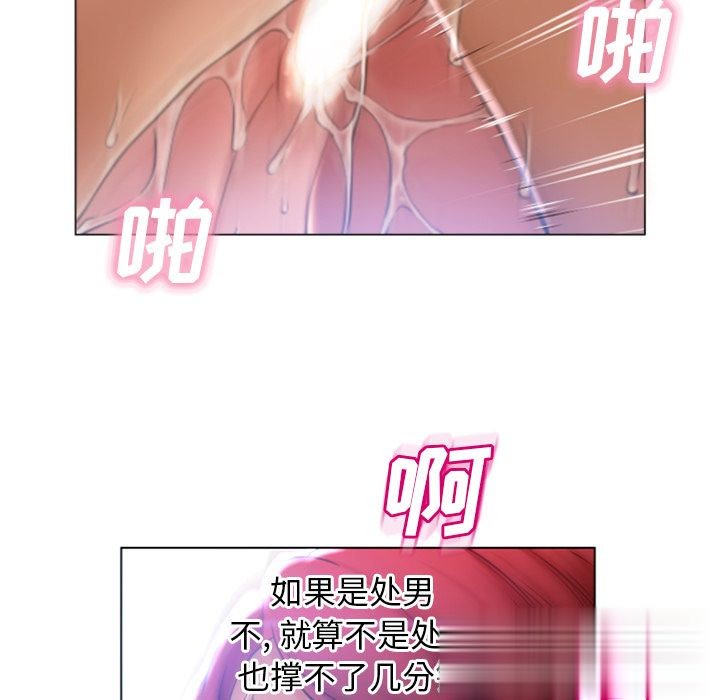 啪
啪
啊
如果是处男
不,就算不是处
也撑不了几分